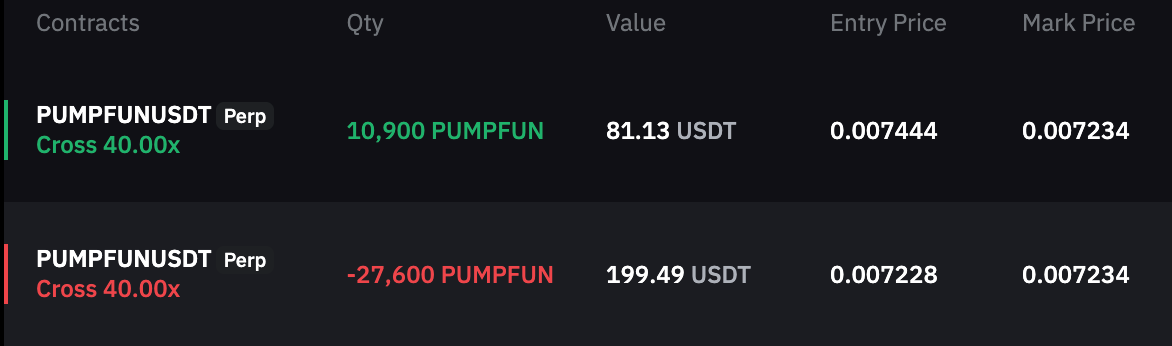 Contracts Qty Value Entry Price Mark Price
PUMPFUNUSDT Perp
Cross 40.00x
10,900 PUMPFUN 81.13 USDT 0.007444 0.007234
PUMPFUNUSDT Perp
Cross 40.00x
-27,600 PUMPFUN 199.49 USDT 0.007228 0.007234